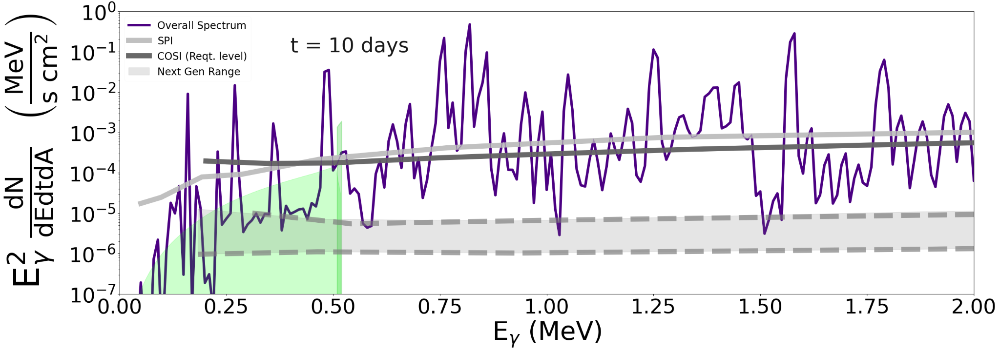 E_γ^2 dN/dEdtdA (MeV/s cm^2)
10^0
10^−1
10^−2
10^−3
10^−4
10^−5
10^−6
10^−7
Overall Spectrum
SPI
COSI (Reqt. level)
Next Gen Range
t = 10 days
0.00 0.25 0.50 0.75 1.00 1.25 1.50 1.75 2.00
E_γ (MeV)